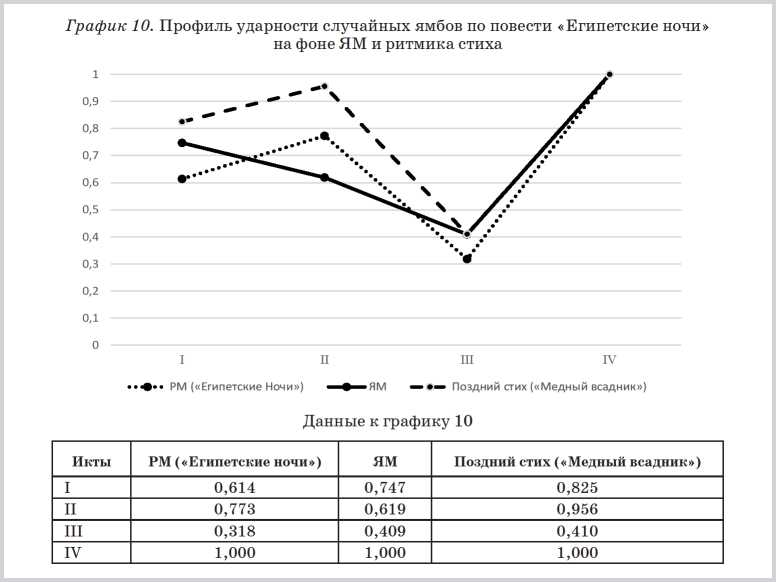 График 10. Профиль ударности случайных ямбов по повести «Египетские ночи»
на фоне ЯМ и ритмика стиха
1
0,9
0,8
0,7
0,6
0,5
0,4
0,3
0,2
0,1
0
I II III IV
РМ («Египетские Ночи») ЯМ Поздний стих («Медный всадник»)
Данные к графику 10
Икты РМ («Египетские ночи») ЯМ Поздний стих («Медный всадник»)
I 0,614 0,747 0,825
II 0,773 0,619 0,956
III 0,318 0,409 0,410
IV 1,000 1,000 1,000